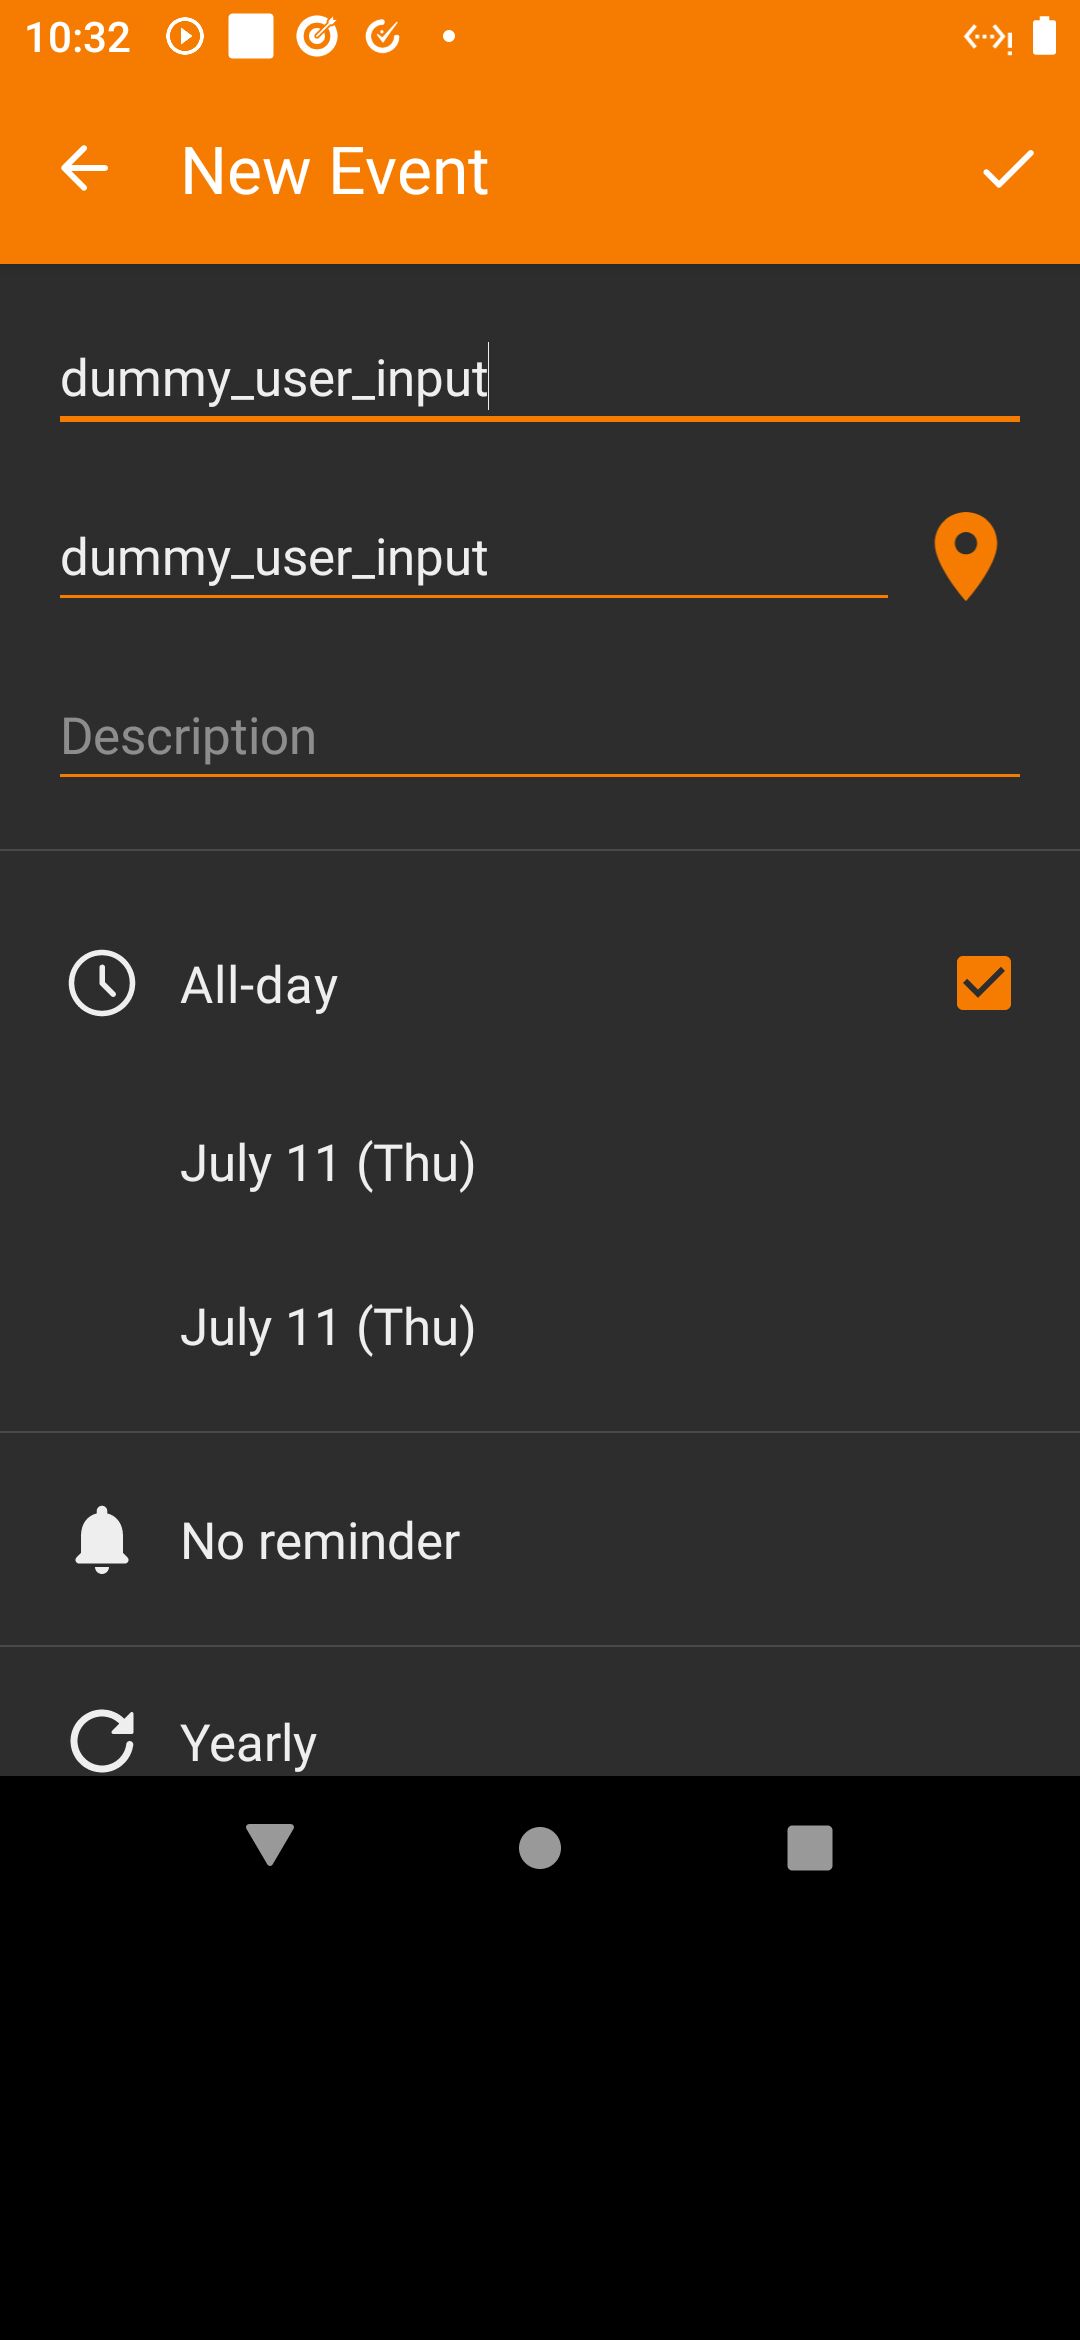 10:32
New Event
dummy_user_input
dummy_user_input
Description
All-day
July 11 (Thu)
July 11 (Thu)
No reminder
Yearly